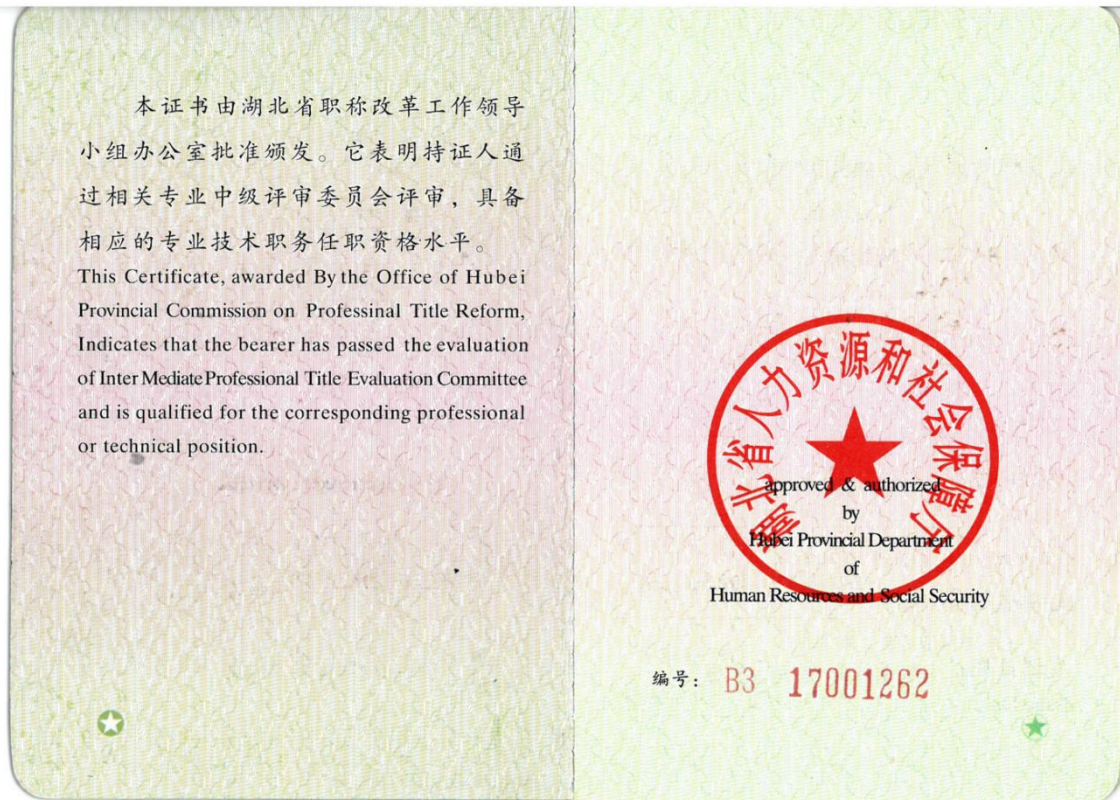 本证书由湖北省职称改革工作领导
小组办公室批准颁发。它表明持证人通
过相关专业中级评审委员会评审，具备
相应的专业技术职务任职资格水平。
This Certificate, awarded By the Office of Hubei
Provincial Commission on Professinal Title Reform,
Indicates that the bearer has passed the evaluation
of Inter Mediate Professional Title Evaluation Committee
and is qualified for the corresponding professional
or technical position.
湖北省人力资源和社会保障厅
approved & authorized
by
Hubei Provincial Department
of
Human Resources and Social Security
编号： B3 17001262